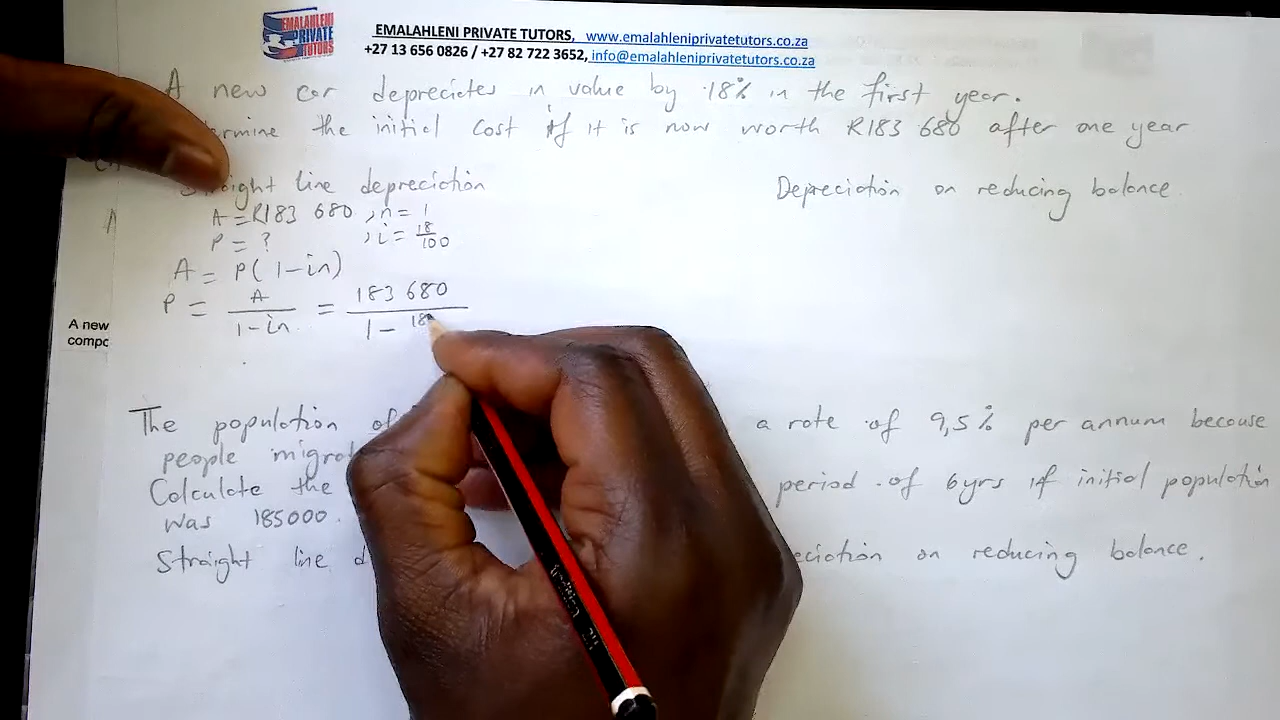 EMALAHLENI
PRIVATE
TUTORS
EMALAHLENI PRIVATE TUTORS, www.emalahleniprivatetutors.co.za
+27 13 656 0826 / +27 82 722 3652, info@emalahleniprivatetutors.co.za
A new car depreciates in value by 18% in the first year.
the initial cost if it is now worth R183 680 after one year
line depreciation
Depreciation on reducing balance
A = R183 680, n = 1
P = ?, i = 18/100
A = P(1-in)
P = A/1-in = 183 680/1 - 18
A new
compc
The population of a rate of 9,5% per annum because
people
Calculate the period of 6yrs if initial population
was 185000.
Straight line on reducing balance.